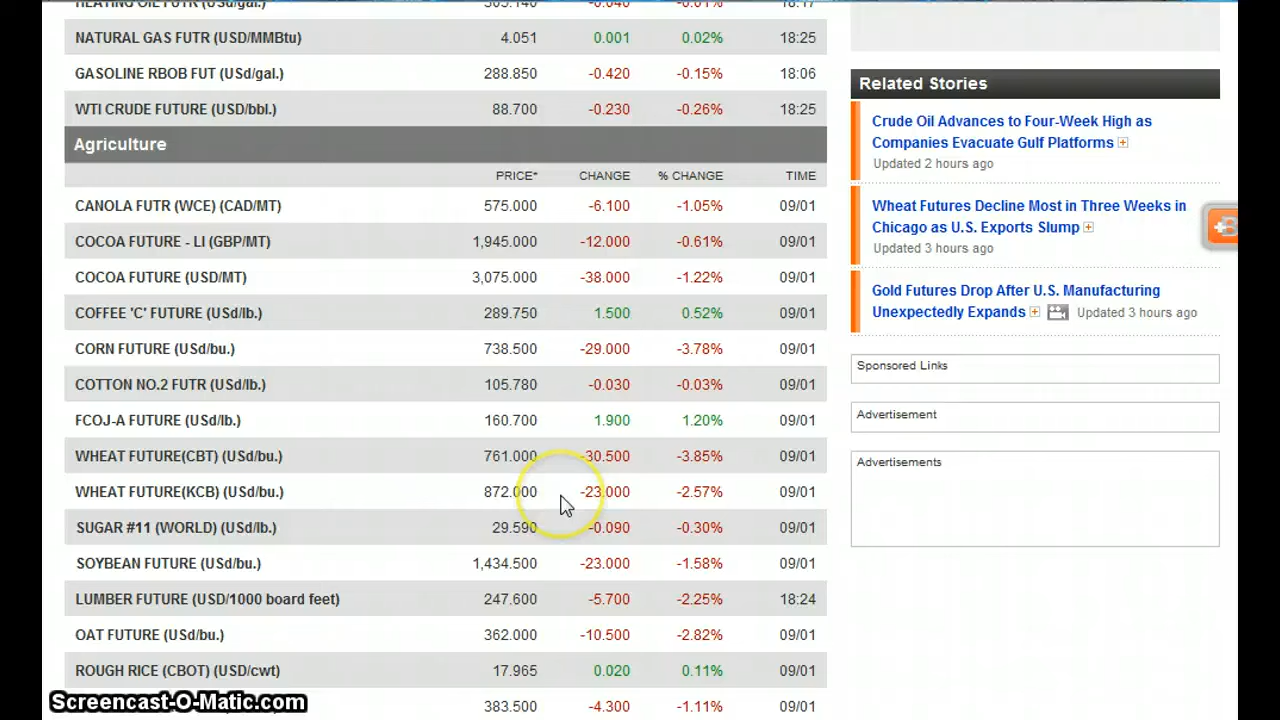 HEATING OIL FUTR (USd/gal.) 305.140 -0.040 -0.01% 18:17
NATURAL GAS FUTR (USD/MMBtu) 4.051 0.001 0.02% 18:25
GASOLINE RBOB FUT (USd/gal.) 288.850 -0.420 -0.15% 18:06
WTI CRUDE FUTURE (USD/bbl.) 88.700 -0.230 -0.26% 18:25
Agriculture
PRICE* CHANGE % CHANGE TIME
CANOLA FUTR (WCE) (CAD/MT) 575.000 -6.100 -1.05% 09/01
COCOA FUTURE - LI (GBP/MT) 1,945.000 -12.000 -0.61% 09/01
COCOA FUTURE (USD/MT) 3,075.000 -38.000 -1.22% 09/01
COFFEE 'C' FUTURE (USd/lb.) 289.750 1.500 0.52% 09/01
CORN FUTURE (USd/bu.) 738.500 -29.000 -3.78% 09/01
COTTON NO.2 FUTR (USd/lb.) 105.780 -0.030 -0.03% 09/01
FCOJ-A FUTURE (USd/lb.) 160.700 1.900 1.20% 09/01
WHEAT FUTURE(CBT) (USd/bu.) 761.000 -30.500 -3.85% 09/01
WHEAT FUTURE(KCB) (USd/bu.) 872.000 -23.000 -2.57% 09/01
SUGAR #11 (WORLD) (USd/lb.) 29.590 -0.090 -0.30% 09/01
SOYBEAN FUTURE (USd/bu.) 1,434.500 -23.000 -1.58% 09/01
LUMBER FUTURE (USD/1000 board feet) 247.600 -5.700 -2.25% 18:24
OAT FUTURE (USd/bu.) 362.000 -10.500 -2.82% 09/01
ROUGH RICE (CBOT) (USD/cwt) 17.965 0.020 0.11% 09/01
383.500 -4.300 -1.11% 09/01
Related Stories
Crude Oil Advances to Four-Week High as
Companies Evacuate Gulf Platforms
Updated 2 hours ago
Wheat Futures Decline Most in Three Weeks in
Chicago as U.S. Exports Slump
Updated 3 hours ago
Gold Futures Drop After U.S. Manufacturing
Unexpectedly Expands Updated 3 hours ago
Sponsored Links
Advertisement
Advertisements
Screencast-O-Matic.com